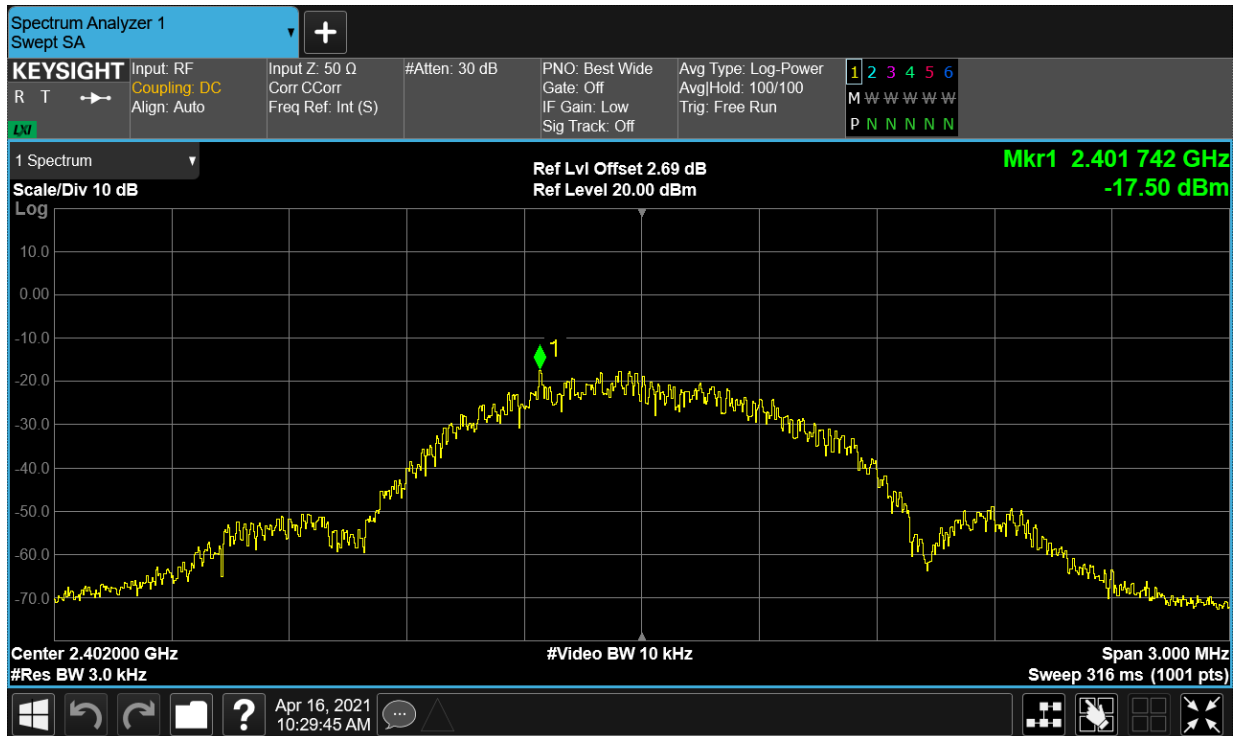 Spectrum Analyzer 1
Swept SA
+
KEYSIGHT
R T
LXI
Input: RF
Coupling: DC
Align: Auto
Input Z: 50 Ω
Corr CCorr
Freq Ref: Int (S)
#Atten: 30 dB
PNO: Best Wide
Gate: Off
IF Gain: Low
Sig Track: Off
Avg Type: Log-Power
Avg|Hold: 100/100
Trig: Free Run
1 2 3 4 5 6
M W W W W W
P N N N N N
1 Spectrum
Scale/Div 10 dB
Log
Ref Lvl Offset 2.69 dB
Ref Level 20.00 dBm
Mkr1 2.401 742 GHz
-17.50 dBm
10.0
0.00
-10.0
-20.0
-30.0
-40.0
-50.0
-60.0
-70.0
1
Center 2.402000 GHz
#Res BW 3.0 kHz
#Video BW 10 kHz
Span 3.000 MHz
Sweep 316 ms (1001 pts)
?
Apr 16, 2021
10:29:45 AM